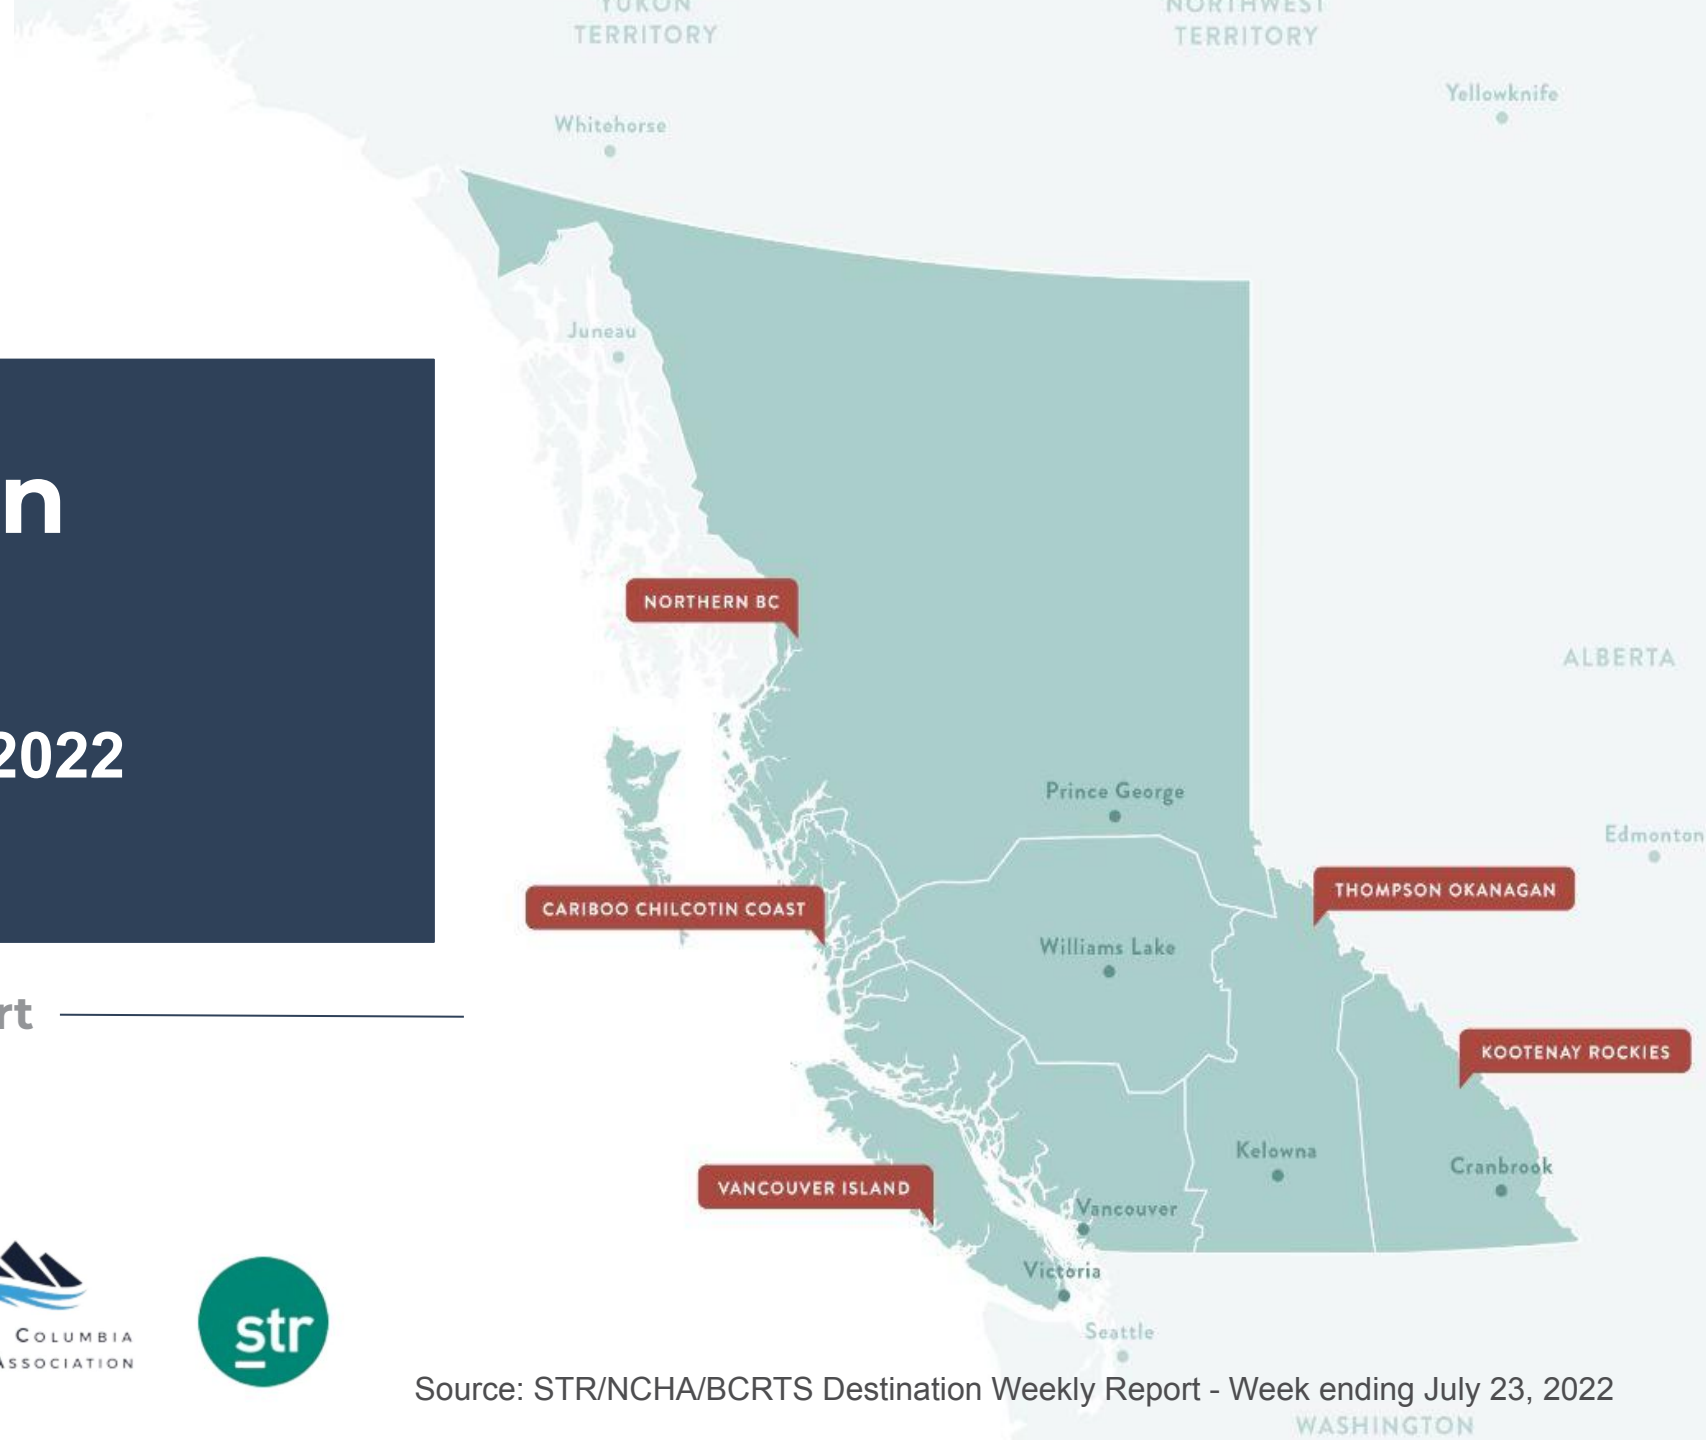 YUKON
TERRITORY
NORTHWEST
TERRITORY
Yellowknife
Whitehorse
Juneau
n
2022
NORTHERN BC
ALBERTA
Prince George
Edmonton
THOMPSON OKANAGAN
CARIBOO CHILCOTIN COAST
Williams Lake
rt
KOOTENAY ROCKIES
Kelowna
Cranbrook
VANCOUVER ISLAND
Vancouver
Victoria
COLUMBIA
ASSOCIATION
str
Seattle
Source: STR/NCHA/BCRTS Destination Weekly Report - Week ending July 23, 2022
WASHINGTON